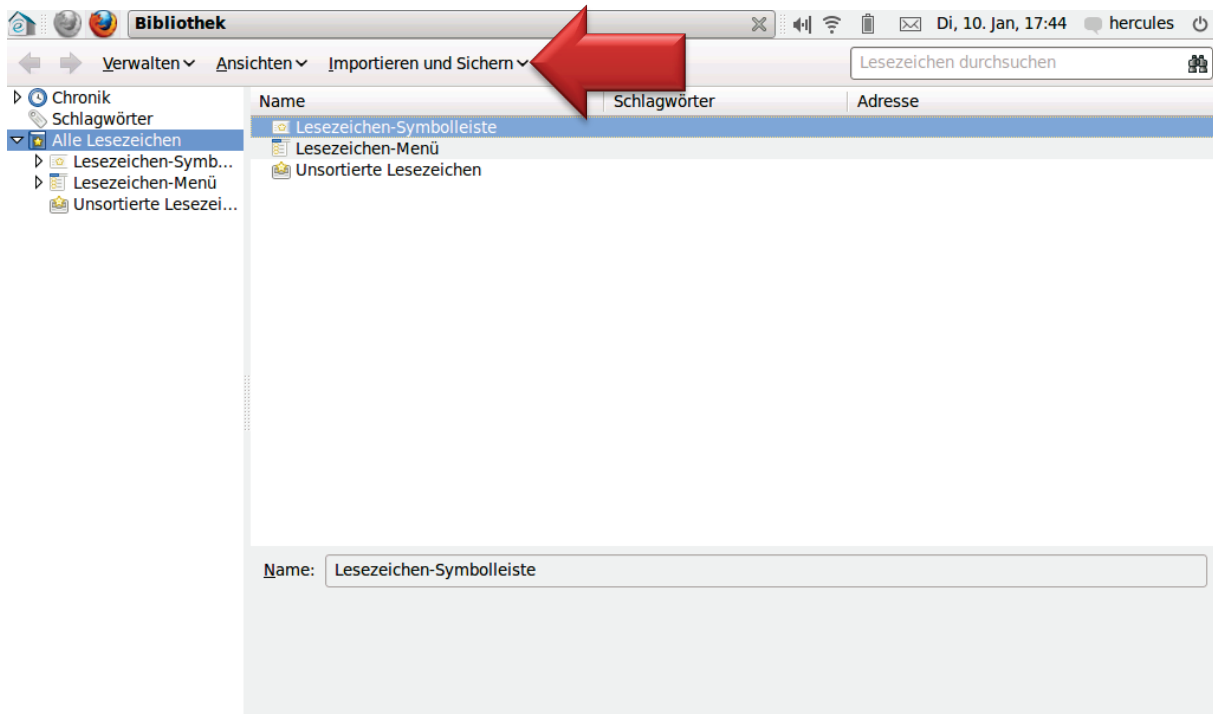 Bibliothek
Di, 10. Jan, 17:44 hercules
Verwalten Ansichten Importieren und Sichern
Lesezeichen durchsuchen
Chronik
Schlagwörter
Alle Lesezeichen
Lesezeichen-Symb...
Lesezeichen-Menü
Unsortierte Lesezei...
Name Schlagwörter Adresse
Lesezeichen-Symbolleiste
Lesezeichen-Menü
Unsortierte Lesezeichen
Name: Lesezeichen-Symbolleiste